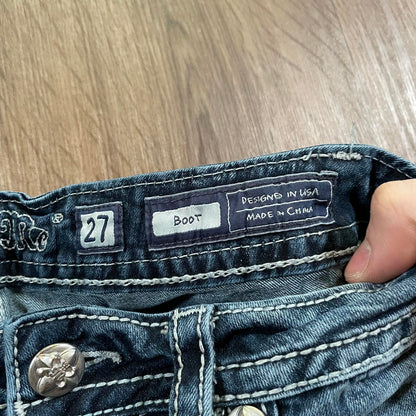 ®
27
BOOT
DESIGNED IN USA
MADE IN CHINA